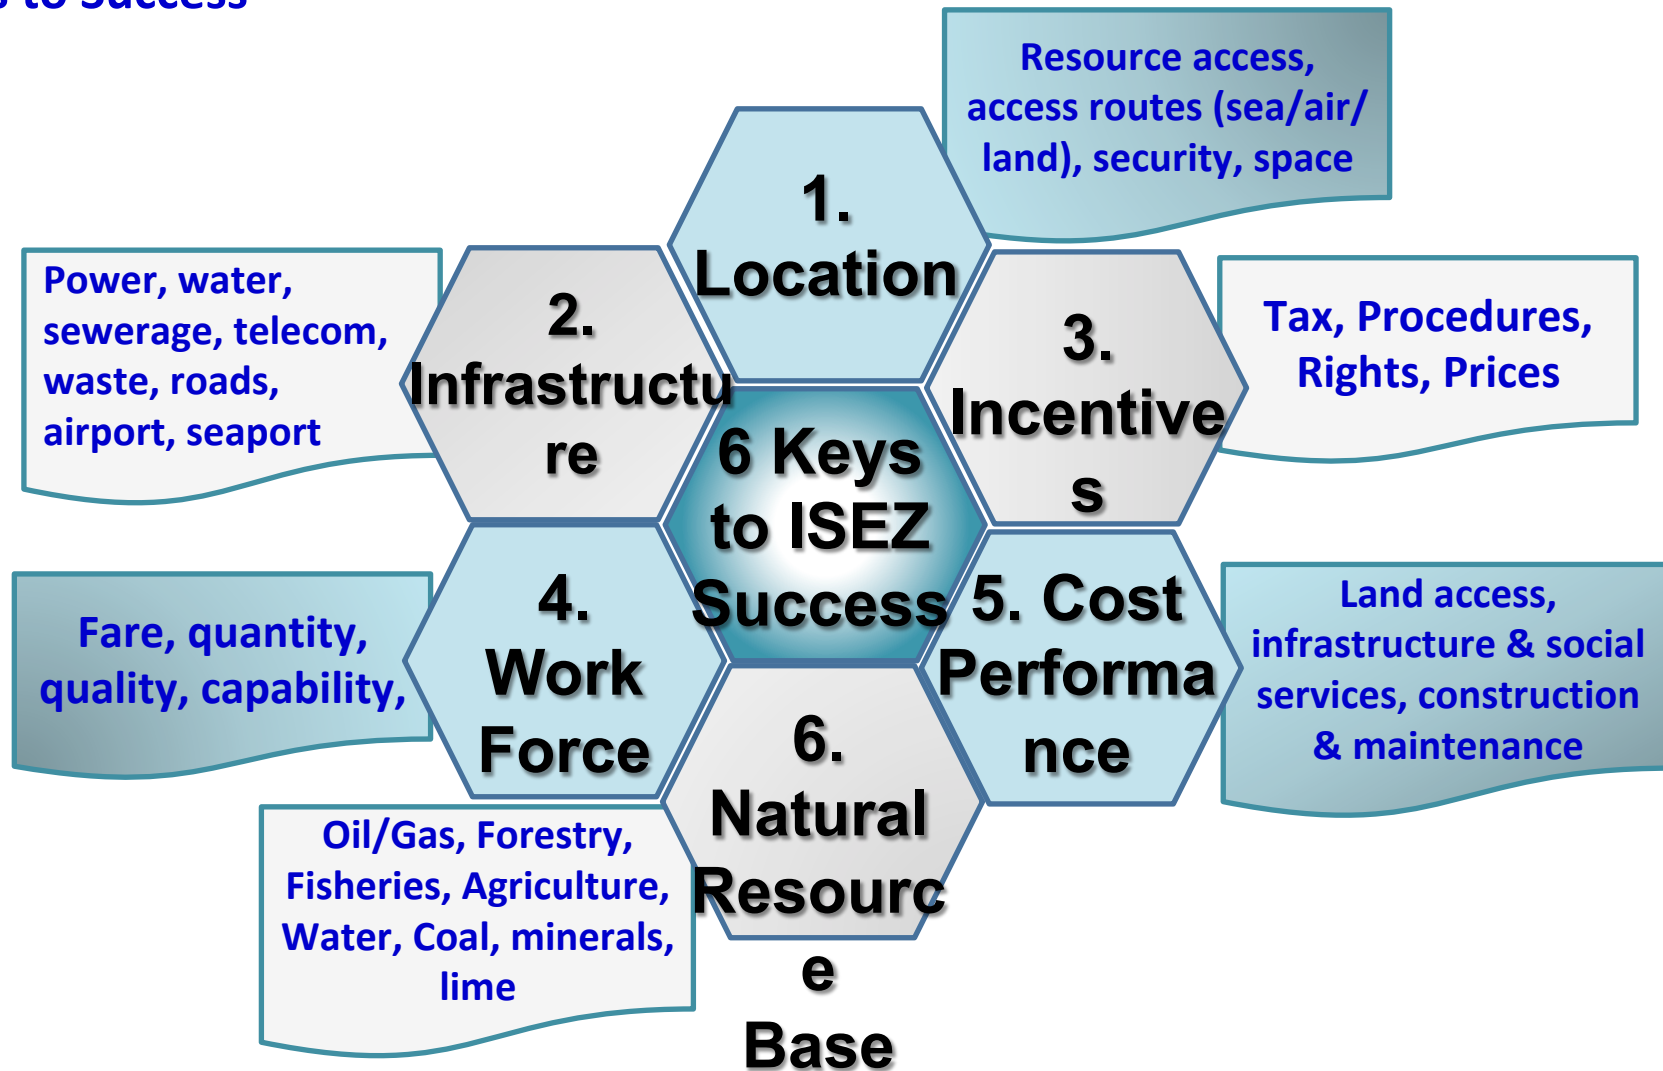 s to Success
Resource access,
access routes (sea/air/
land), security, space
1.
Location
Power, water,
sewerage, telecom,
waste, roads,
airport, seaport
2.
Infrastructu
re
3.
Incentive
s
Tax, Procedures,
Rights, Prices
6 Keys
to ISEZ
Success
Fare, quantity,
quality, capability,
4.
Work
Force
5. Cost
Performa
nce
Land access,
infrastructure & social
services, construction
& maintenance
6.
Natural
Resourc
e
Base
Oil/Gas, Forestry,
Fisheries, Agriculture,
Water, Coal, minerals,
lime